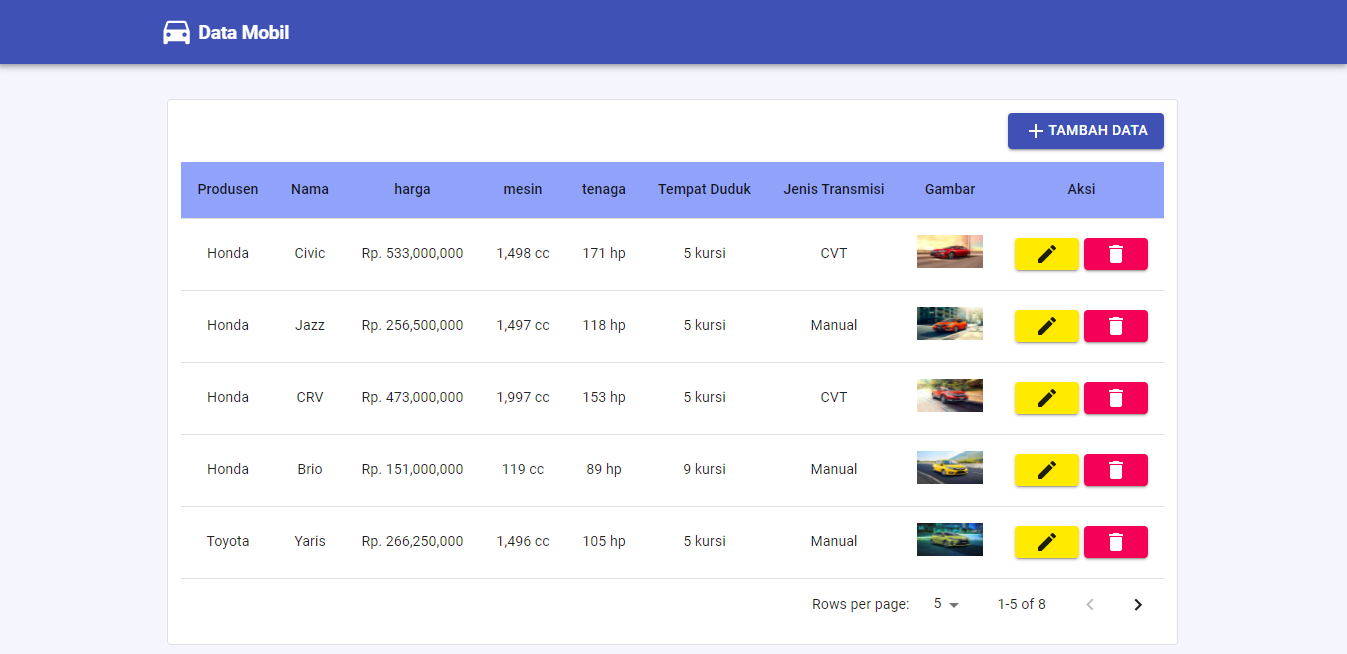 Data Mobil
TAMBAH DATA
Produsen Nama harga mesin tenaga Tempat Duduk Jenis Transmisi Gambar Aksi
Honda Civic Rp. 533,000,000 1,498 cc 171 hp 5 kursi CVT
Honda Jazz Rp. 256,500,000 1,497 cc 118 hp 5 kursi Manual
Honda CRV Rp. 473,000,000 1,997 cc 153 hp 5 kursi CVT
Honda Brio Rp. 151,000,000 119 cc 89 hp 9 kursi Manual
Toyota Yaris Rp. 266,250,000 1,496 cc 105 hp 5 kursi Manual
Rows per page: 5 1-5 of 8